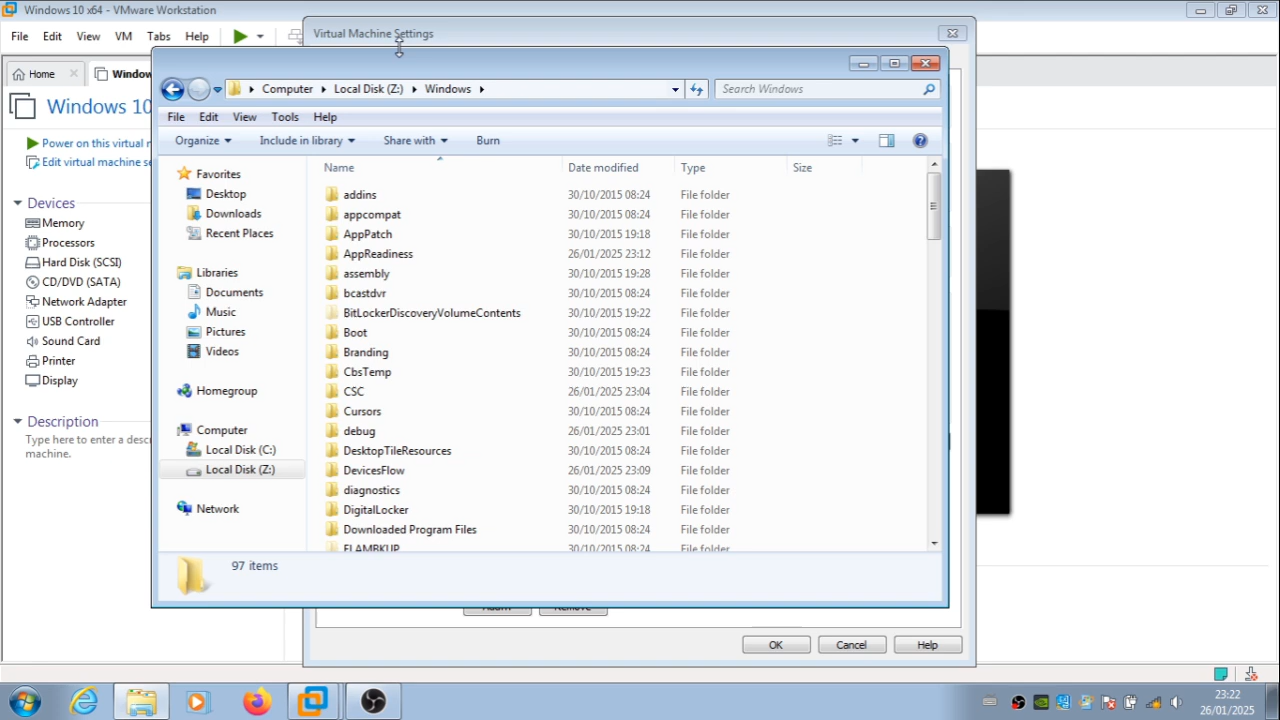 Windows 10 x64 - VMware Workstation
File Edit View VM Tabs Help
Virtual Machine Settings
Home
Window
Windows 10
Power on this virtual
Edit virtual machine se
Devices
Memory
Processors
Hard Disk (SCSI)
CD/DVD (SATA)
Network Adapter
USB Controller
Sound Card
Printer
Display
Description
Type here to enter a desc
machine.
Computer Local Disk (Z:) Windows
Search Windows
File Edit View Tools Help
Organize Include in library Share with Burn
Favorites
Desktop
Downloads
Recent Places
Libraries
Documents
Music
Pictures
Videos
Homegroup
Computer
Local Disk (C:)
Local Disk (Z:)
Network
Name Date modified Type Size
addins 30/10/2015 08:24 File folder
appcompat 30/10/2015 08:24 File folder
AppPatch 30/10/2015 19:18 File folder
AppReadiness 26/01/2025 23:12 File folder
assembly 30/10/2015 19:28 File folder
bcastdvr 30/10/2015 08:24 File folder
BitLockerDiscoveryVolumeContents 30/10/2015 19:22 File folder
Boot 30/10/2015 08:24 File folder
Branding 30/10/2015 08:24 File folder
CbsTemp 30/10/2015 19:23 File folder
CSC 26/01/2025 23:04 File folder
Cursors 30/10/2015 08:24 File folder
debug 26/01/2025 23:01 File folder
DesktopTileResources 30/10/2015 08:24 File folder
DevicesFlow 26/01/2025 23:09 File folder
diagnostics 30/10/2015 08:24 File folder
DigitalLocker 30/10/2015 19:18 File folder
Downloaded Program Files 30/10/2015 08:24 File folder
ELAMBKUP 30/10/2015 08:24 File folder
97 items
Remove
OK Cancel Help
23:22
26/01/2025